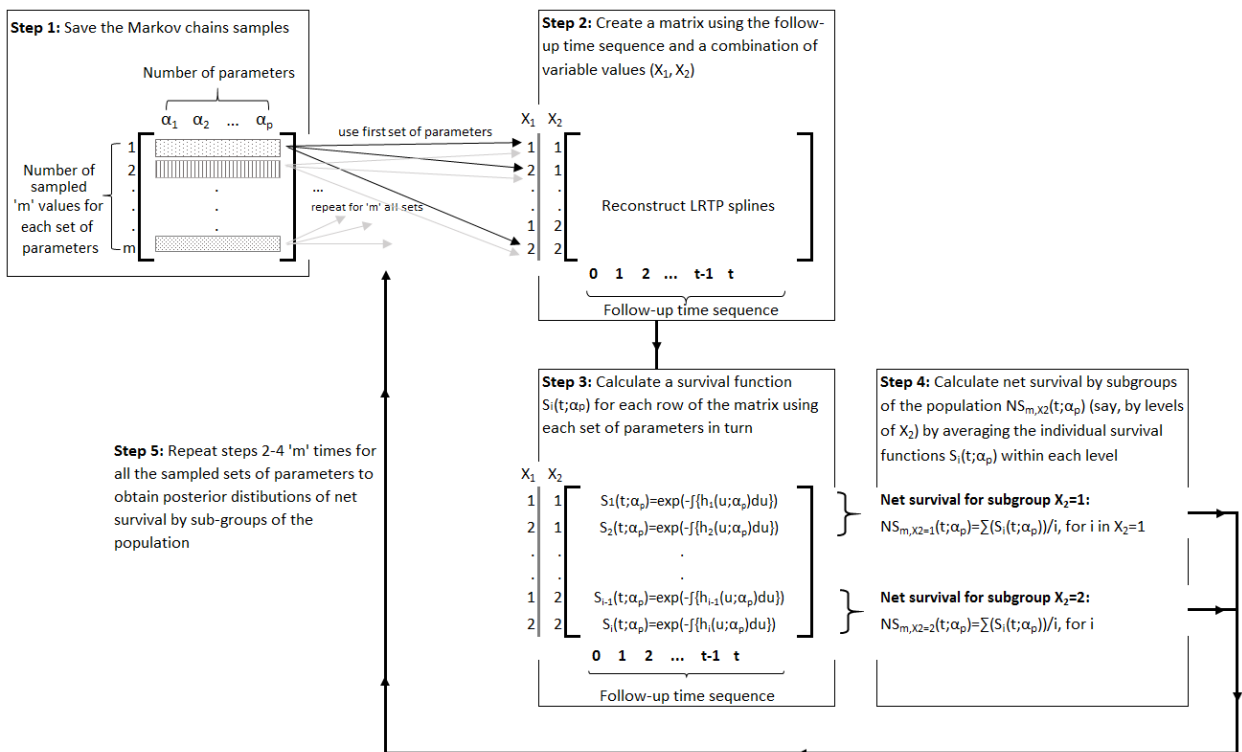 Step 1: Save the Markov chains samples
Number of parameters
α₁ α₂ ... αₚ
1
2
.
.
.
m
Number of
sampled
'm' values for
each set of
parameters
. 
.
.
use first set of parameters
...
repeat for 'm' all sets
Step 2: Create a matrix using the follow-
up time sequence and a combination of
variable values (X₁, X₂)
X₁ X₂
1 1
2 1
. .
. .
1 2
2 2
Reconstruct LRTP splines
0 1 2 ... t-1 t
Follow-up time sequence
Step 3: Calculate a survival function
Sᵢ(t;αₚ) for each row of the matrix using
each set of parameters in turn
X₁ X₂
1 1 S₁(t;αₚ)=exp(-∫{h₁(u;αₚ)du})
2 1 S₂(t;αₚ)=exp(-∫{h₂(u;αₚ)du})
. . .
. . .
1 2 Sᵢ₋₁(t;αₚ)=exp(-∫{hᵢ₋₁(u;αₚ)du})
2 2 Sᵢ(t;αₚ)=exp(-∫{hᵢ(u;αₚ)du})
0 1 2 ... t-1 t
Follow-up time sequence
Step 4: Calculate net survival by subgroups
of the population NSₘ,X₂(t;αₚ) (say, by levels
of X₂) by averaging the individual survival
functions Sᵢ(t;αₚ) within each level
Net survival for subgroup X₂=1:
NSₘ,X₂=1(t;αₚ)=∑(Sᵢ(t;αₚ))/i, for i in X₂=1
Net survival for subgroup X₂=2:
NSₘ,X₂=2(t;αₚ)=∑(Sᵢ(t;αₚ))/i, for i
Step 5: Repeat steps 2-4 'm' times for
all the sampled sets of parameters to
obtain posterior distibutions of net
survival by sub-groups of the
population